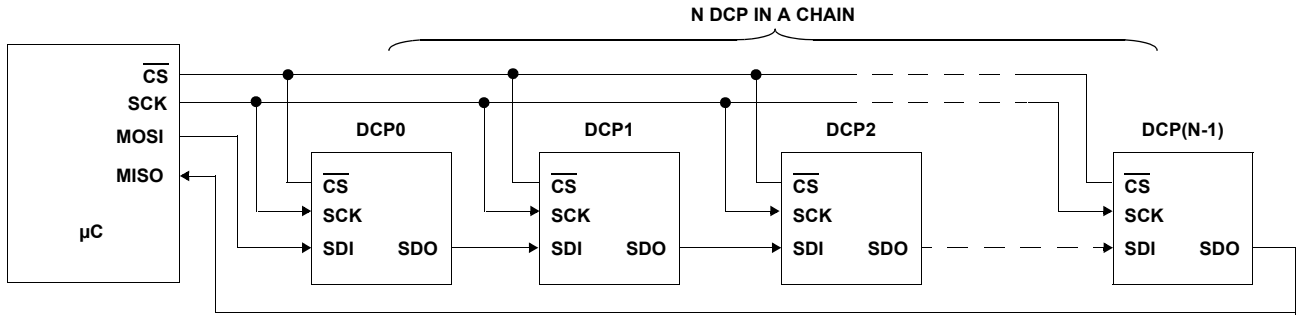 N DCP IN A CHAIN
CS
SCK
MOSI
MISO
µC
DCP0
CS
SCK
SDI SDO
DCP1
CS
SCK
SDI SDO
DCP2
CS
SCK
SDI SDO
DCP(N-1)
CS
SCK
SDI SDO